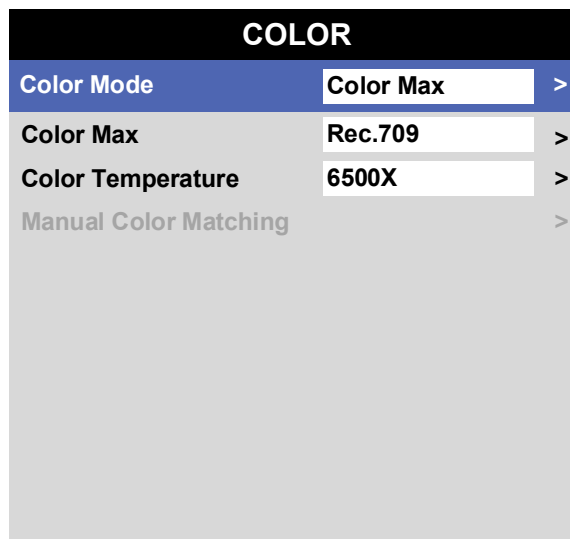 COLOR
Color Mode Color Max >
Color Max Rec.709 >
Color Temperature 6500X >
Manual Color Matching >